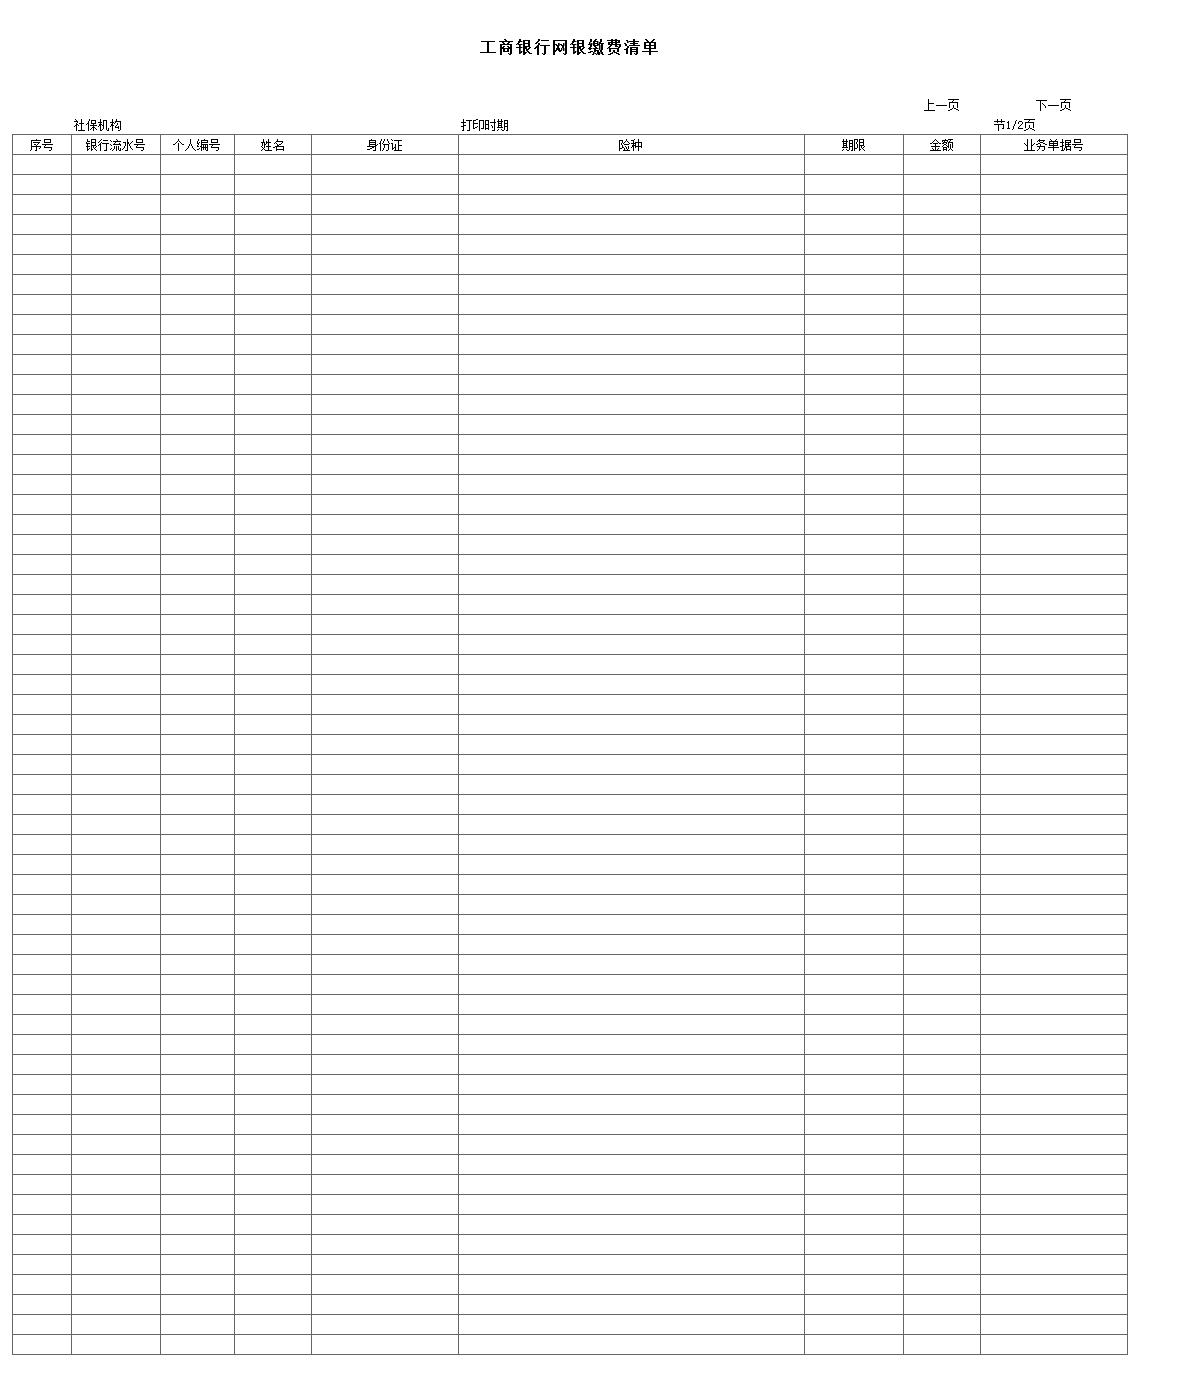 工商银行网银缴费清单
上一页 下一页
社保机构 打印时期 节1/2页
序号 银行流水号 个人编号 姓名 身份证 险种 期限 金额 业务单据号